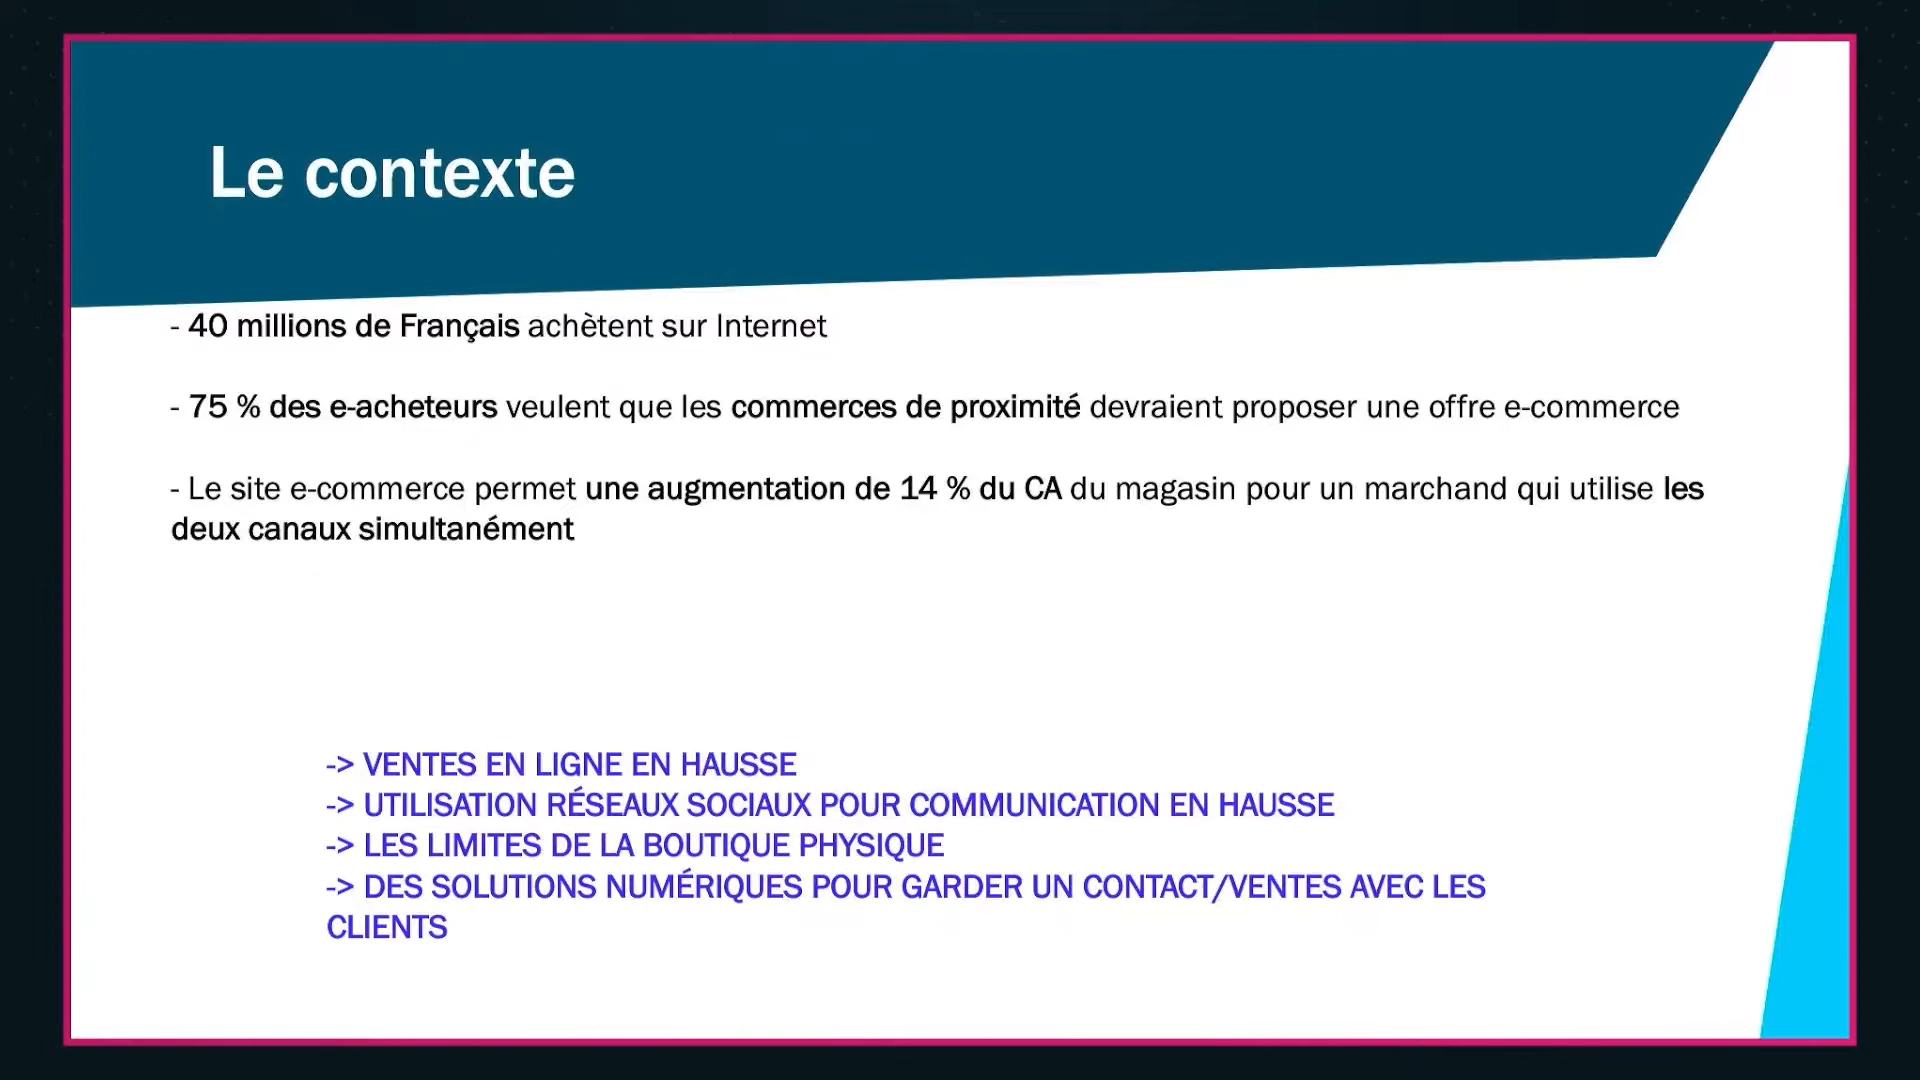 Le contexte
- 40 millions de Français achètent sur Internet
- 75 % des e-acheteurs veulent que les commerces de proximité devraient proposer une offre e-commerce
- Le site e-commerce permet une augmentation de 14 % du CA du magasin pour un marchand qui utilise les
deux canaux simultanément
-> VENTES EN LIGNE EN HAUSSE
-> UTILISATION RÉSEAUX SOCIAUX POUR COMMUNICATION EN HAUSSE
-> LES LIMITES DE LA BOUTIQUE PHYSIQUE
-> DES SOLUTIONS NUMÉRIQUES POUR GARDER UN CONTACT/VENTES AVEC LES
CLIENTS